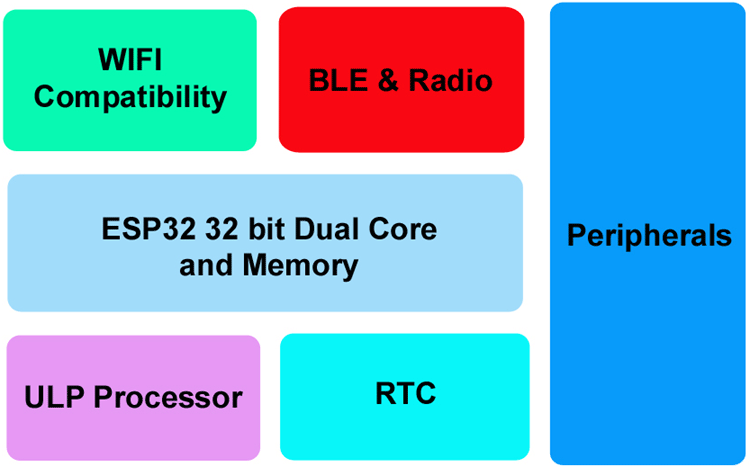 WIFI
Compatibility
BLE & Radio
ESP32 32 bit Dual Core
and Memory
Peripherals
ULP Processor
RTC